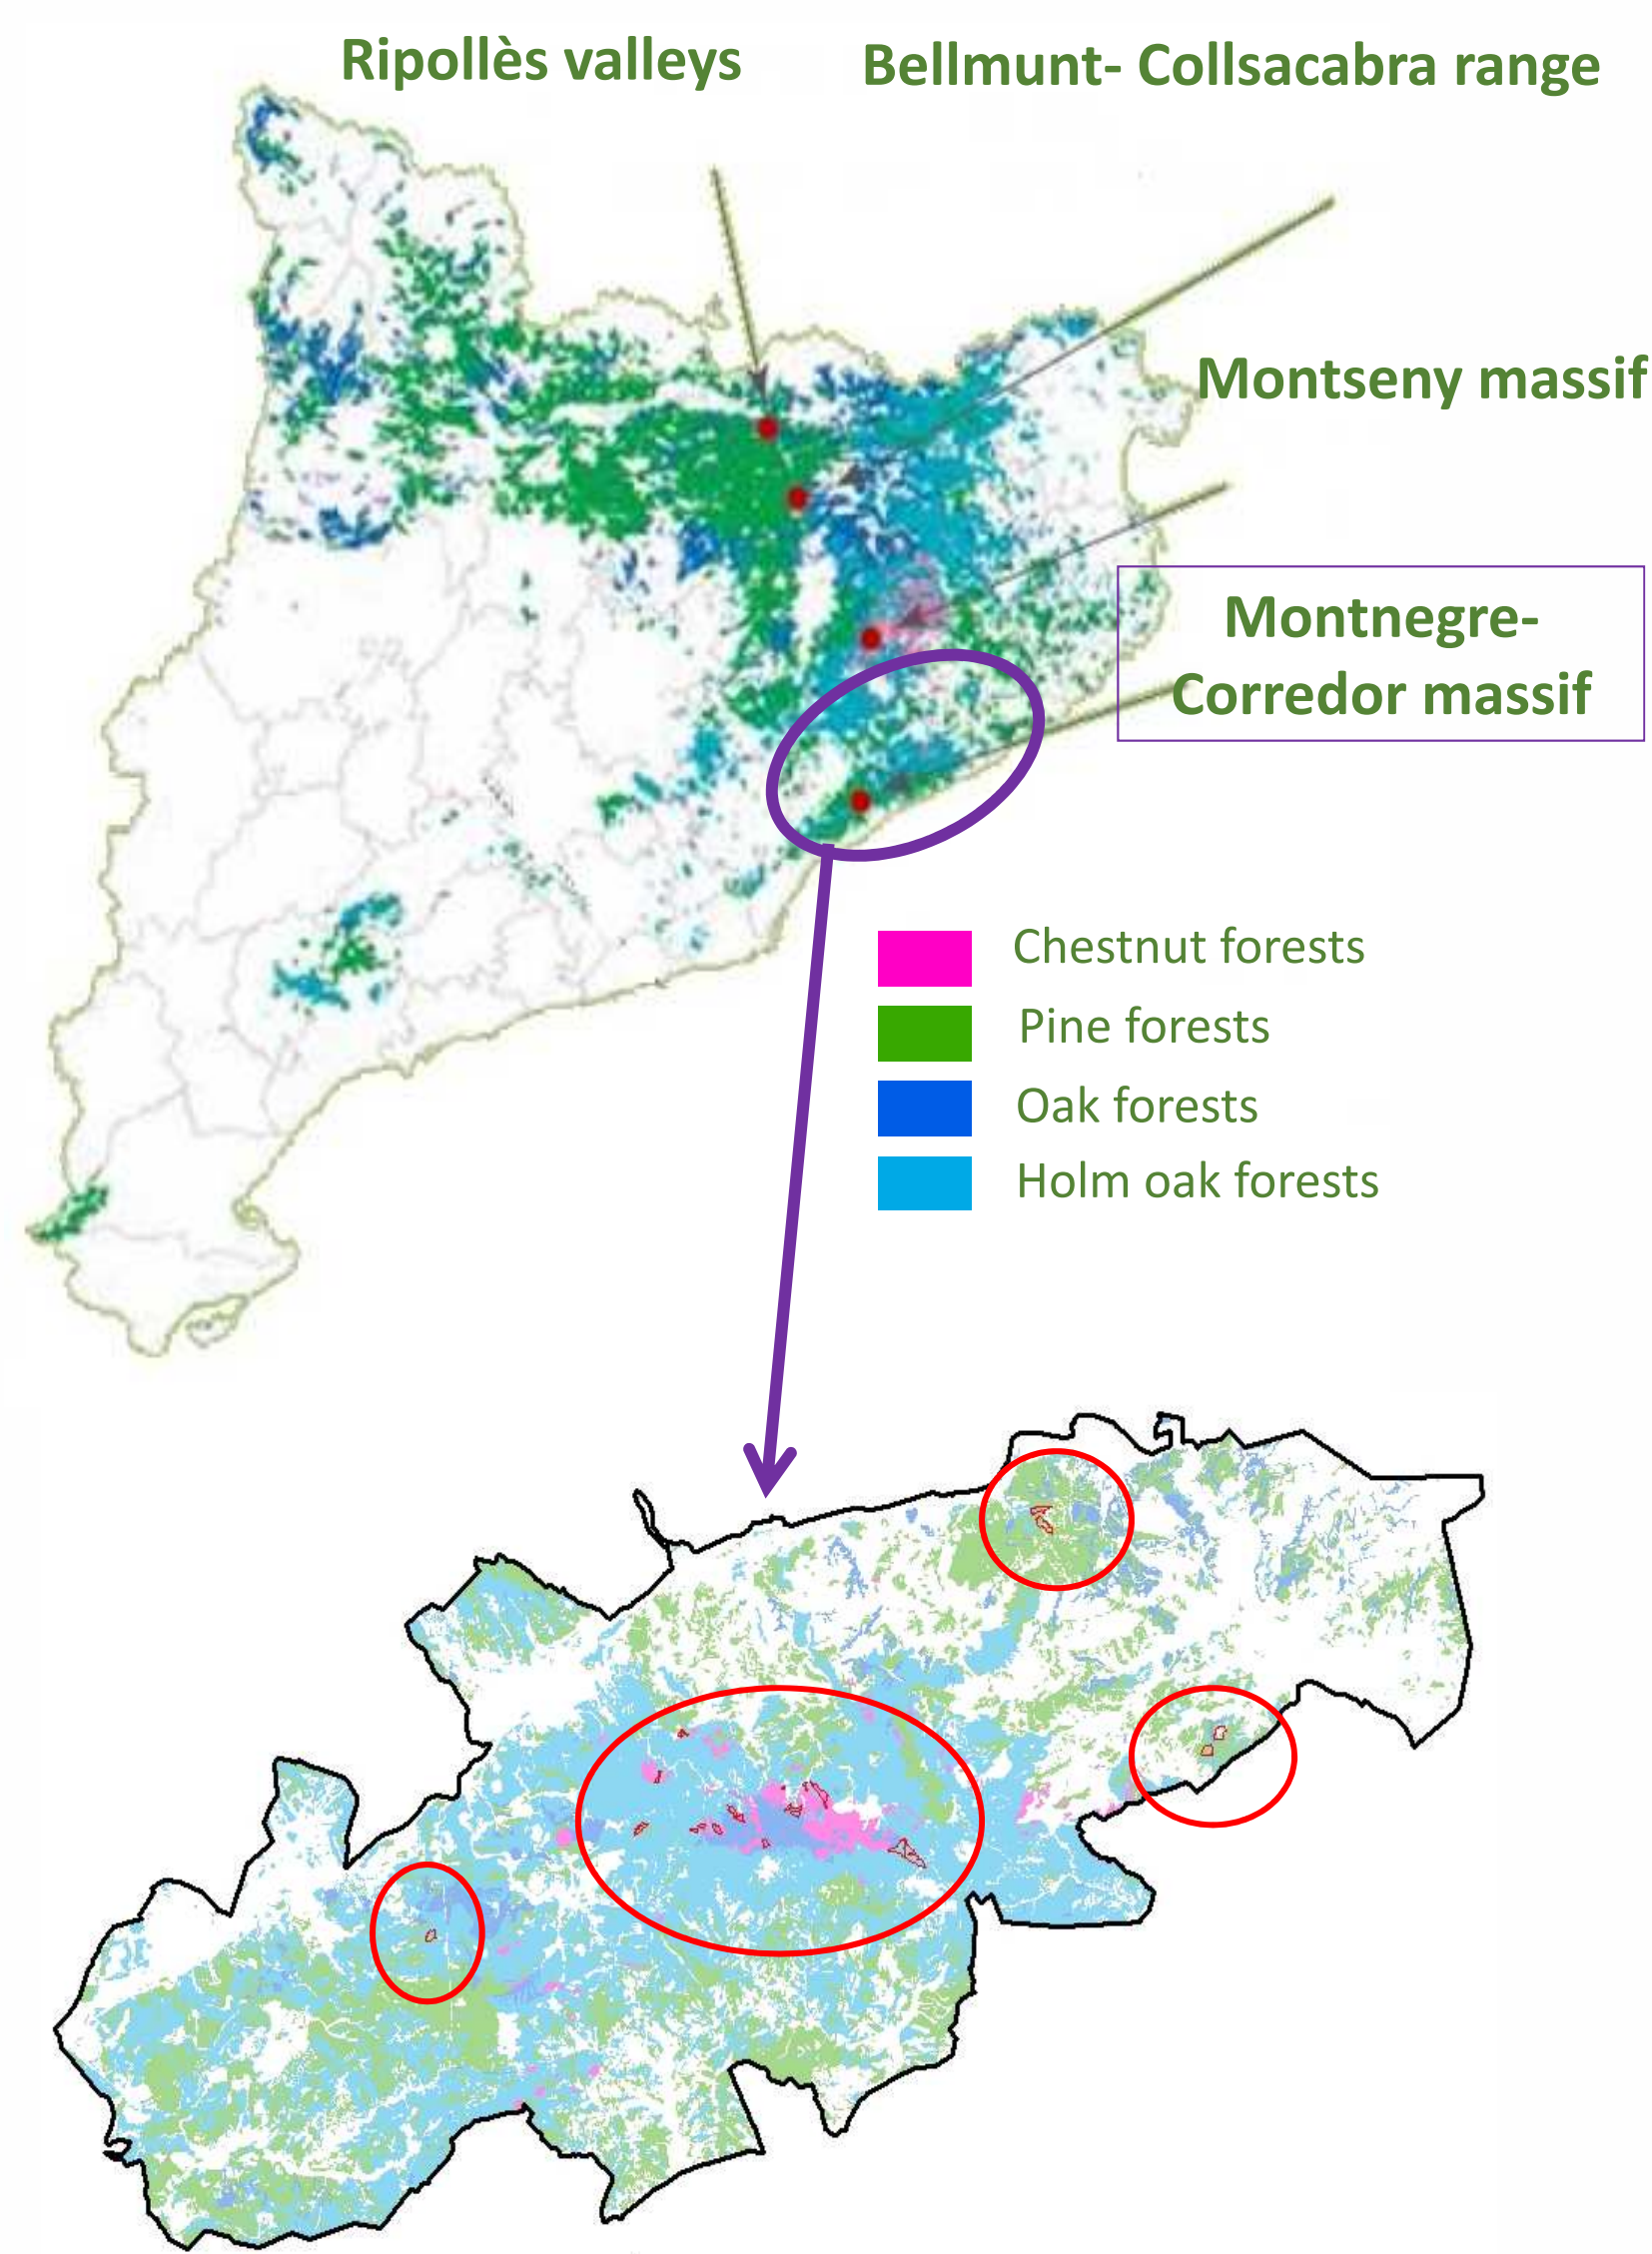 Ripollès valleys
Bellmunt- Collsacabra range
Montseny massif
Montnegre-
Corredor massif
Chestnut forests
Pine forests
Oak forests
Holm oak forests